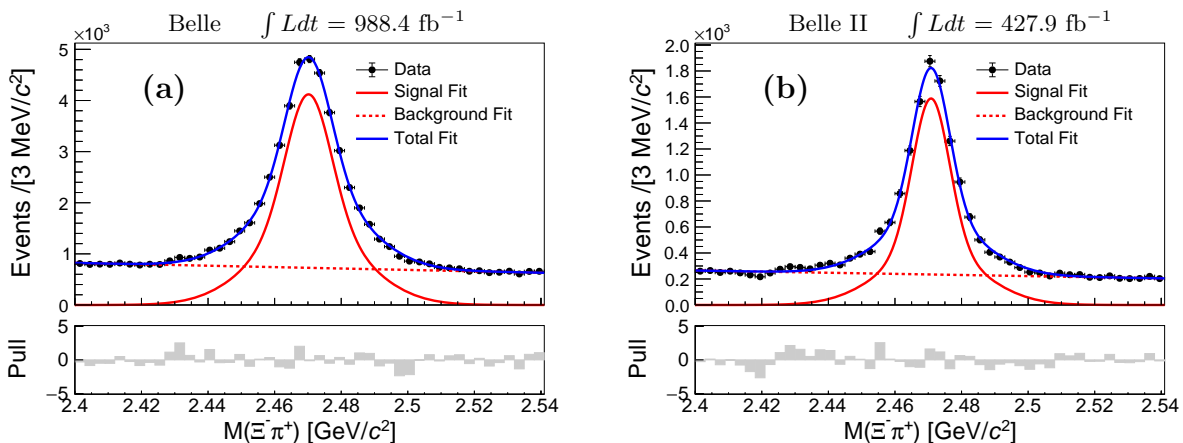 Belle ∫ Ldt = 988.4 fb⁻¹
×10³
(a)
Data
Signal Fit
Background Fit
Total Fit
Events /[3 MeV/c²]
5
4
3
2
1
0
Pull
5
0
−5
2.4 2.42 2.44 2.46 2.48 2.5 2.52 2.54
M(Ξ⁻π⁺) [GeV/c²]
Belle II ∫ Ldt = 427.9 fb⁻¹
×10³
(b)
Data
Signal Fit
Background Fit
Total Fit
Events /[3 MeV/c²]
2.0
1.8
1.6
1.4
1.2
1.0
0.8
0.6
0.4
0.2
0.0
Pull
5
0
−5
2.4 2.42 2.44 2.46 2.48 2.5 2.52 2.54
M(Ξ⁻π⁺) [GeV/c²]